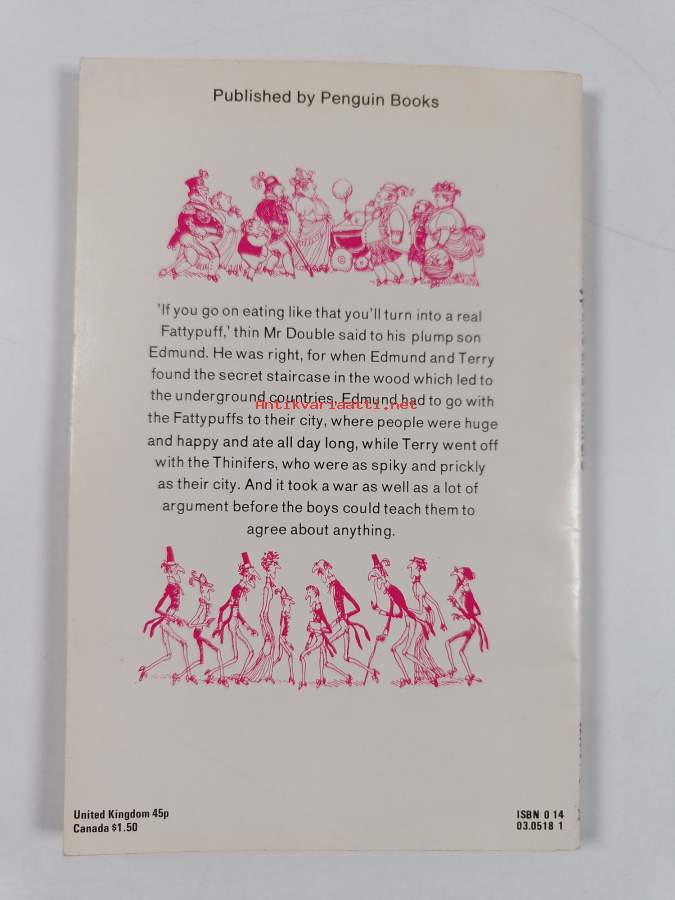 Published by Penguin Books
'If you go on eating like that you'll turn into a real
Fattypuff,' thin Mr Double said to his plump son
Edmund. He was right, for when Edmund and Terry
found the secret staircase in the wood which led to
the underground countries, Edmund had to go with
Antikvariaatti.net
the Fattypuffs to their city, where people were huge
and happy and ate all day long, while Terry went off
with the Thinifers, who were as spiky and prickly
as their city. And it took a war as well as a lot of
argument before the boys could teach them to
agree about anything.
United Kingdom 45p
Canada $1.50
ISBN 0 14
03.0518 1